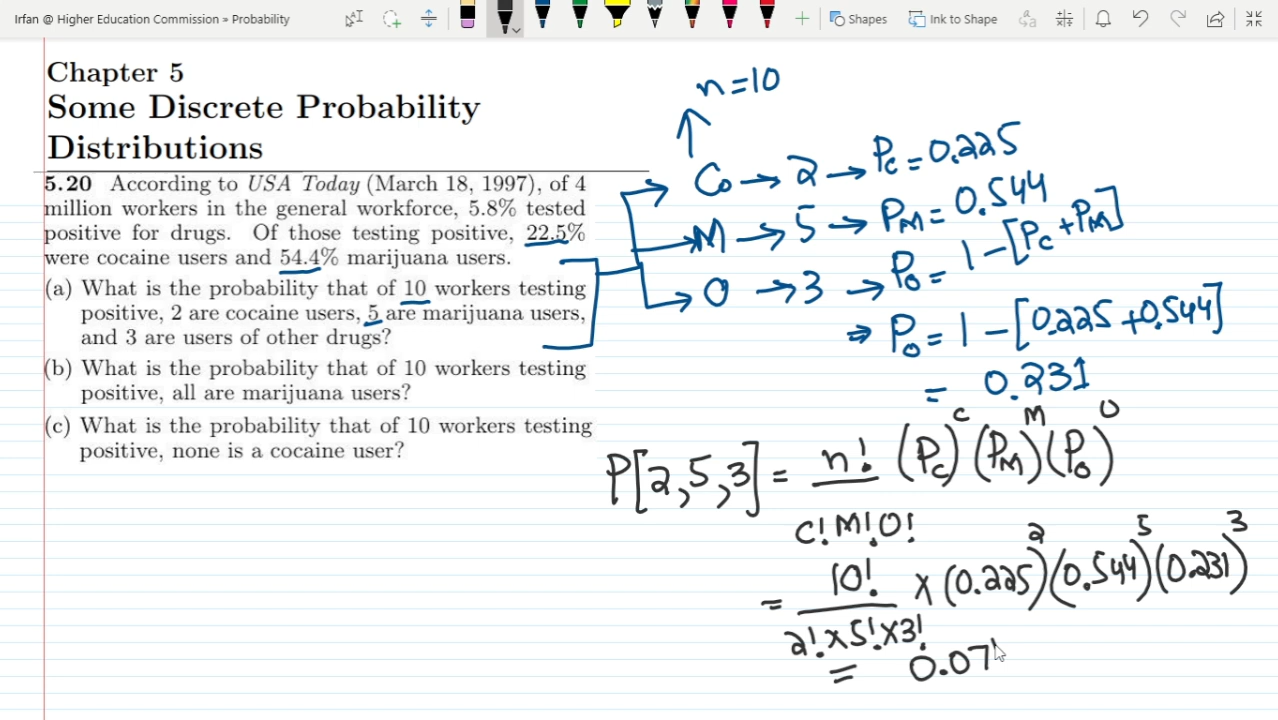 Irfan @ Higher Education Commission » Probability
Shapes
Ink to Shape
Chapter 5
Some Discrete Probability
Distributions
5.20 According to USA Today (March 18, 1997), of 4
million workers in the general workforce, 5.8% tested
positive for drugs. Of those testing positive, 22.5%
were cocaine users and 54.4% marijuana users.
(a) What is the probability that of 10 workers testing
positive, 2 are cocaine users, 5 are marijuana users,
and 3 are users of other drugs?
(b) What is the probability that of 10 workers testing
positive, all are marijuana users?
(c) What is the probability that of 10 workers testing
positive, none is a cocaine user?
n=10
Co → 2 → Pc = 0.225
M → 5 → PM = 0.544
O → 3 → Po = 1 - [Pc + PM]
⇒ Po = 1 - [0.225 + 0.544]
= 0.231
P[2,5,3] = n! / C! M! O! (Pc)^C (PM)^M (Po)^O
= 10! / 2! x 5! x 3! x (0.225)^2 (0.544)^5 (0.231)^3
= 0.07